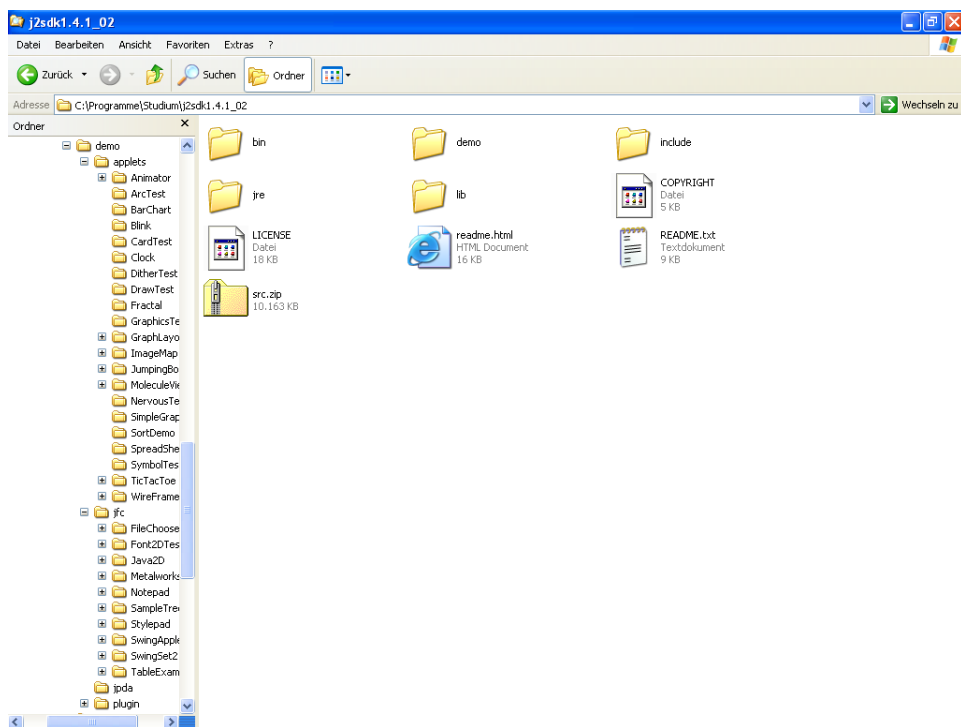 j2sdk1.4.1_02
Datei Bearbeiten Ansicht Favoriten Extras ?
Zurück Suchen Ordner
Adresse C:\Programme\Studium\j2sdk1.4.1_02 Wechseln zu
Ordner
demo
applets
Animator
ArcTest
BarChart
Blink
CardTest
Clock
DitherTest
DrawTest
Fractal
GraphicsTe
GraphLayo
ImageMap
JumpingBo
MoleculeVie
NervousTe
SimpleGrap
SortDemo
SpreadShe
SymbolTes
TicTacToe
WireFrame
jfc
FileChoose
Font2DTes
Java2D
Metalworks
Notepad
SampleTree
Stylepad
SwingApple
SwingSet2
TableExam
jpda
plugin
bin
demo
include
jre
lib
COPYRIGHT
Datei
5 KB
LICENSE
Datei
18 KB
readme.html
HTML Document
16 KB
README.txt
Textdokument
9 KB
src.zip
10.163 KB